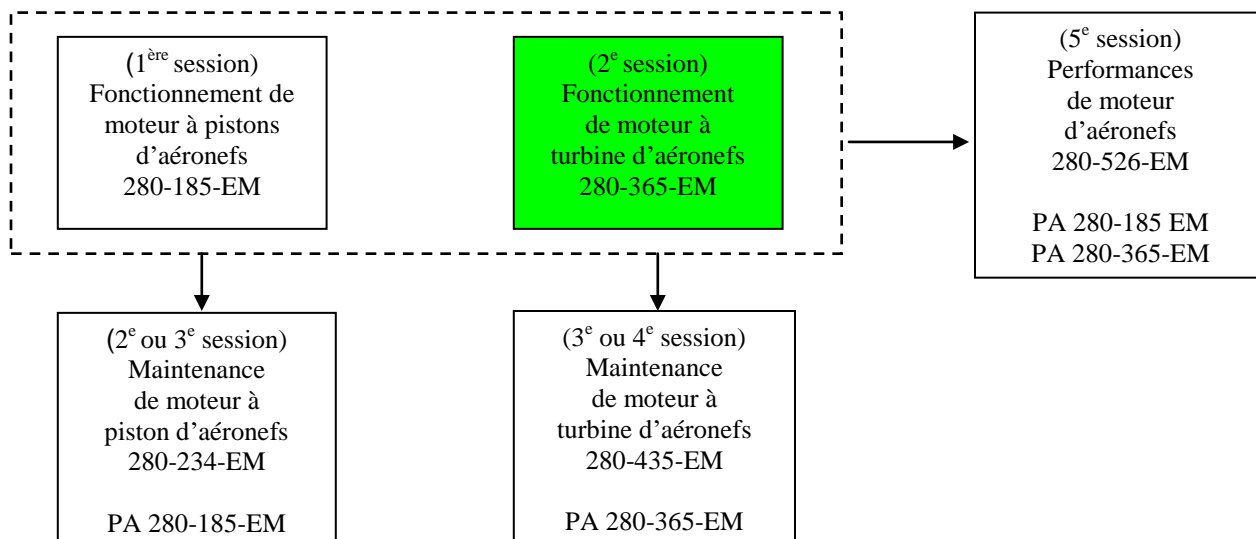 (1ère session)
Fonctionnement de
moteur à pistons
d’aéronefs
280-185-EM
(2e session)
Fonctionnement
de moteur à
turbine d’aéronefs
280-365-EM
(5e session)
Performances
de moteur
d’aéronefs
280-526-EM
PA 280-185 EM
PA 280-365-EM
(2e ou 3e session)
Maintenance
de moteur à
piston d’aéronefs
280-234-EM
PA 280-185-EM
(3e ou 4e session)
Maintenance
de moteur à
turbine d’aéronefs
280-435-EM
PA 280-365-EM